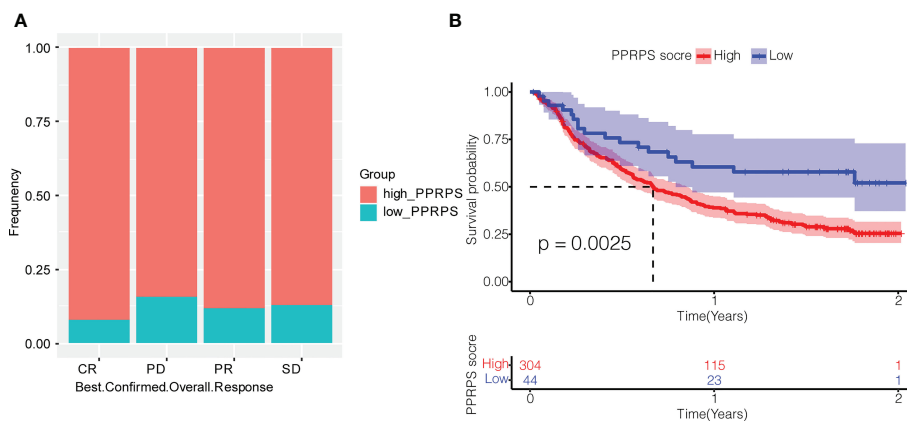 A
1.00
0.75
0.50
0.25
0.00
Frequnency
CR PD PR SD
Best.Confirmed.Overall.Response
Group
high_PPRPS
low_PPRPS
B
PPRPS socre High Low
1.00
0.75
0.50
0.25
0.00
Survival probability
p = 0.0025
0 1 2
Time(Years)
PPRPS socre
High 304 115 1
Low 44 23 1
0 1 2
Time(Years)